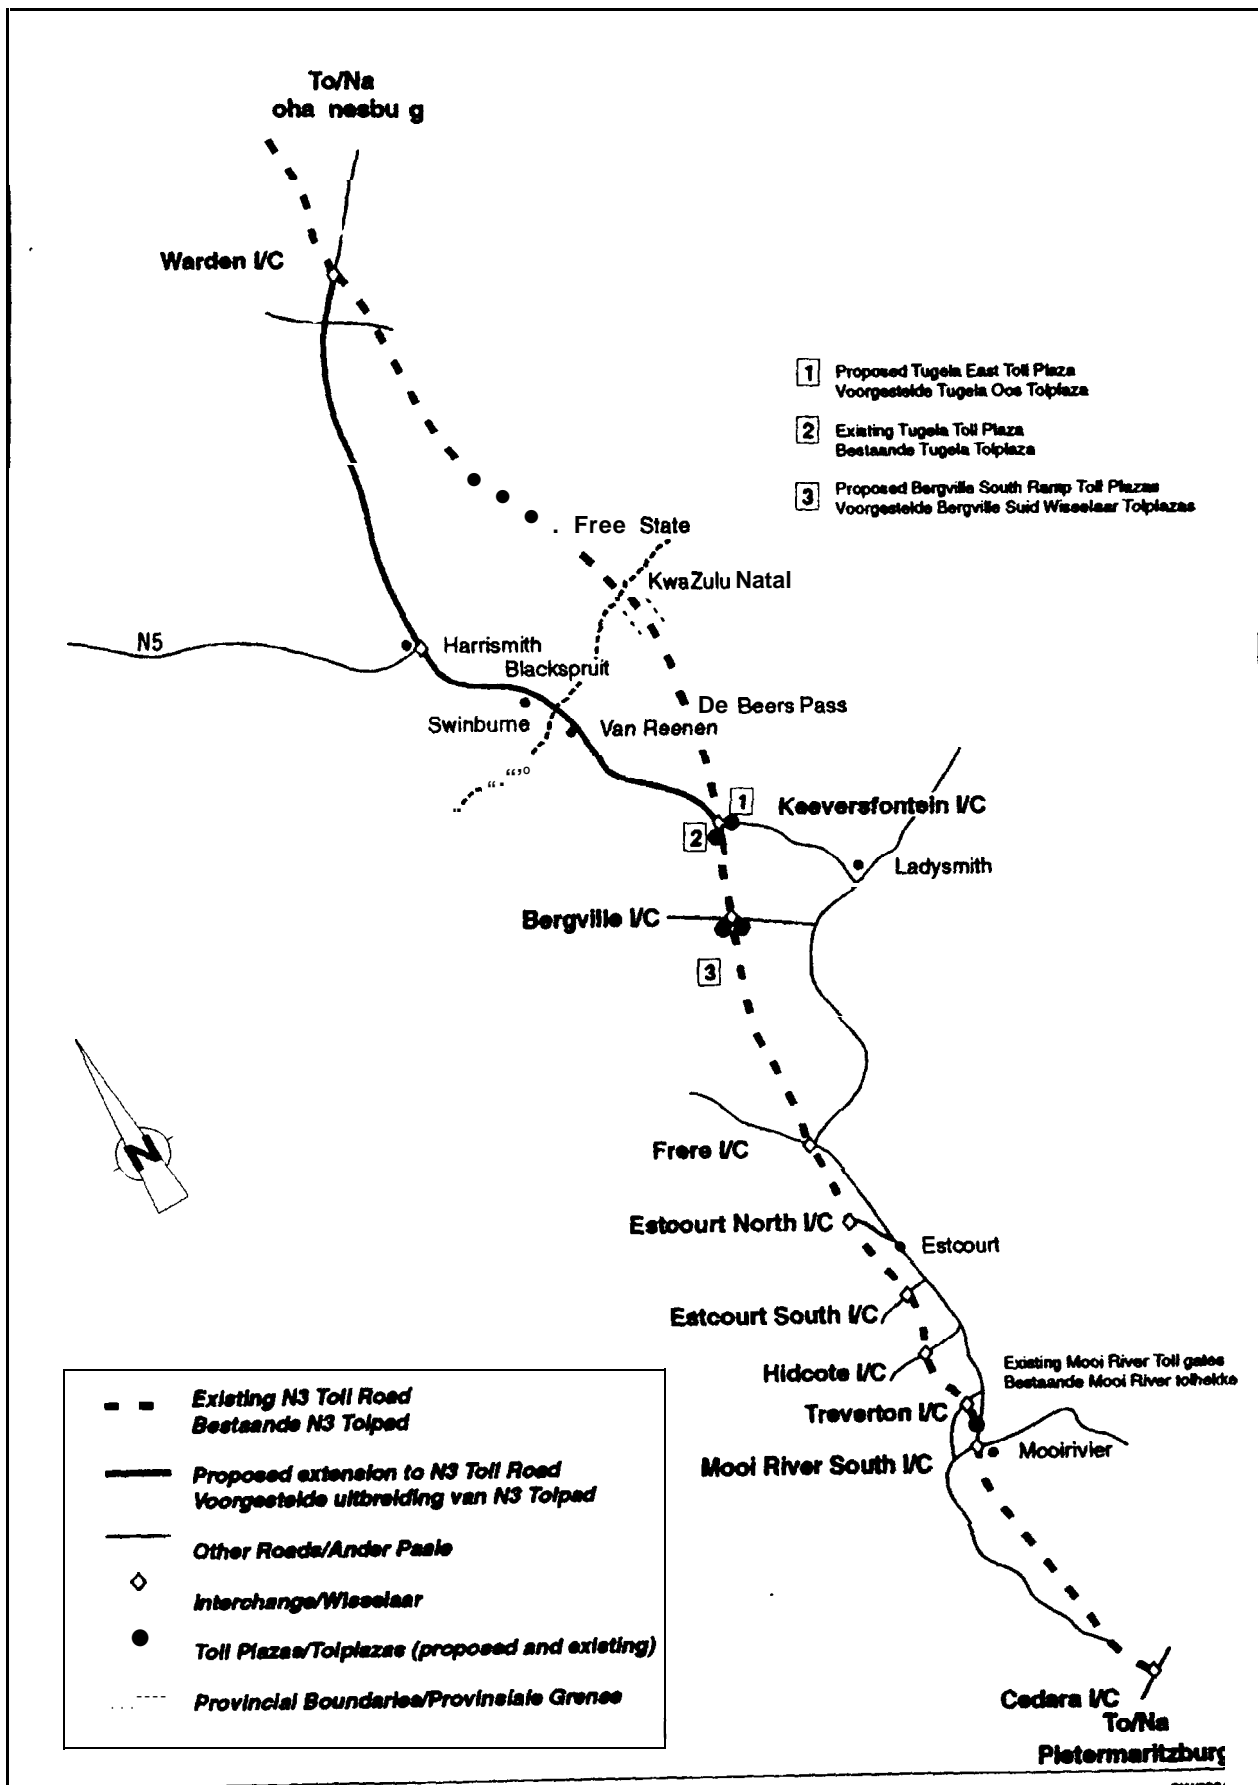 To/Na
oha nesbu g
Warden I/C
1 Proposed Tugela East Toll Plaza
Voorgestelde Tugela Oos Tolplaza
2 Existing Tugela Toll Plaza
Bestaande Tugela Tolplaza
3 Proposed Bergville South Ramp Toll Plazas
Voorgestelde Bergville Suid Wisselaar Tolplazas
Free State
KwaZulu Natal
N5
Harrismith
Blackspruit
De Beers Pass
Swinburne
Van Reenen
1
Keeversfontein I/C
2
Ladysmith
Bergville I/C
3
N
Frere I/C
Estcourt North I/C
Estcourt
Estcourt South I/C
Hidcote I/C
Existing Mooi River Toll gates
Bestaande Mooi River tolhekke
Treverton I/C
Mooirivier
Mooi River South I/C
Existing N3 Toll Road
Bestaande N3 Tolpad
Proposed extension to N3 Toll Road
Voorgestelde uitbreiding van N3 Tolpad
Other Roads/Ander Paaie
Interchange/Wisselaar
Toll Plazas/Tolplazas (proposed and existing)
Provincial Boundaries/Provinsiale Grense
Cedara I/C
To/Na
Pietermaritzburg